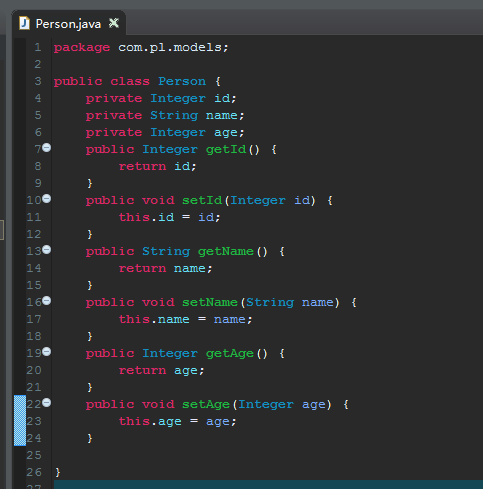 Person.java
1 package com.pl.models;
2
3 public class Person {
4     private Integer id;
5     private String name;
6     private Integer age;
7     public Integer getId() {
8         return id;
9     }
10     public void setId(Integer id) {
11         this.id = id;
12     }
13     public String getName() {
14         return name;
15     }
16     public void setName(String name) {
17         this.name = name;
18     }
19     public Integer getAge() {
20         return age;
21     }
22     public void setAge(Integer age) {
23         this.age = age;
24     }
25
26 }
27